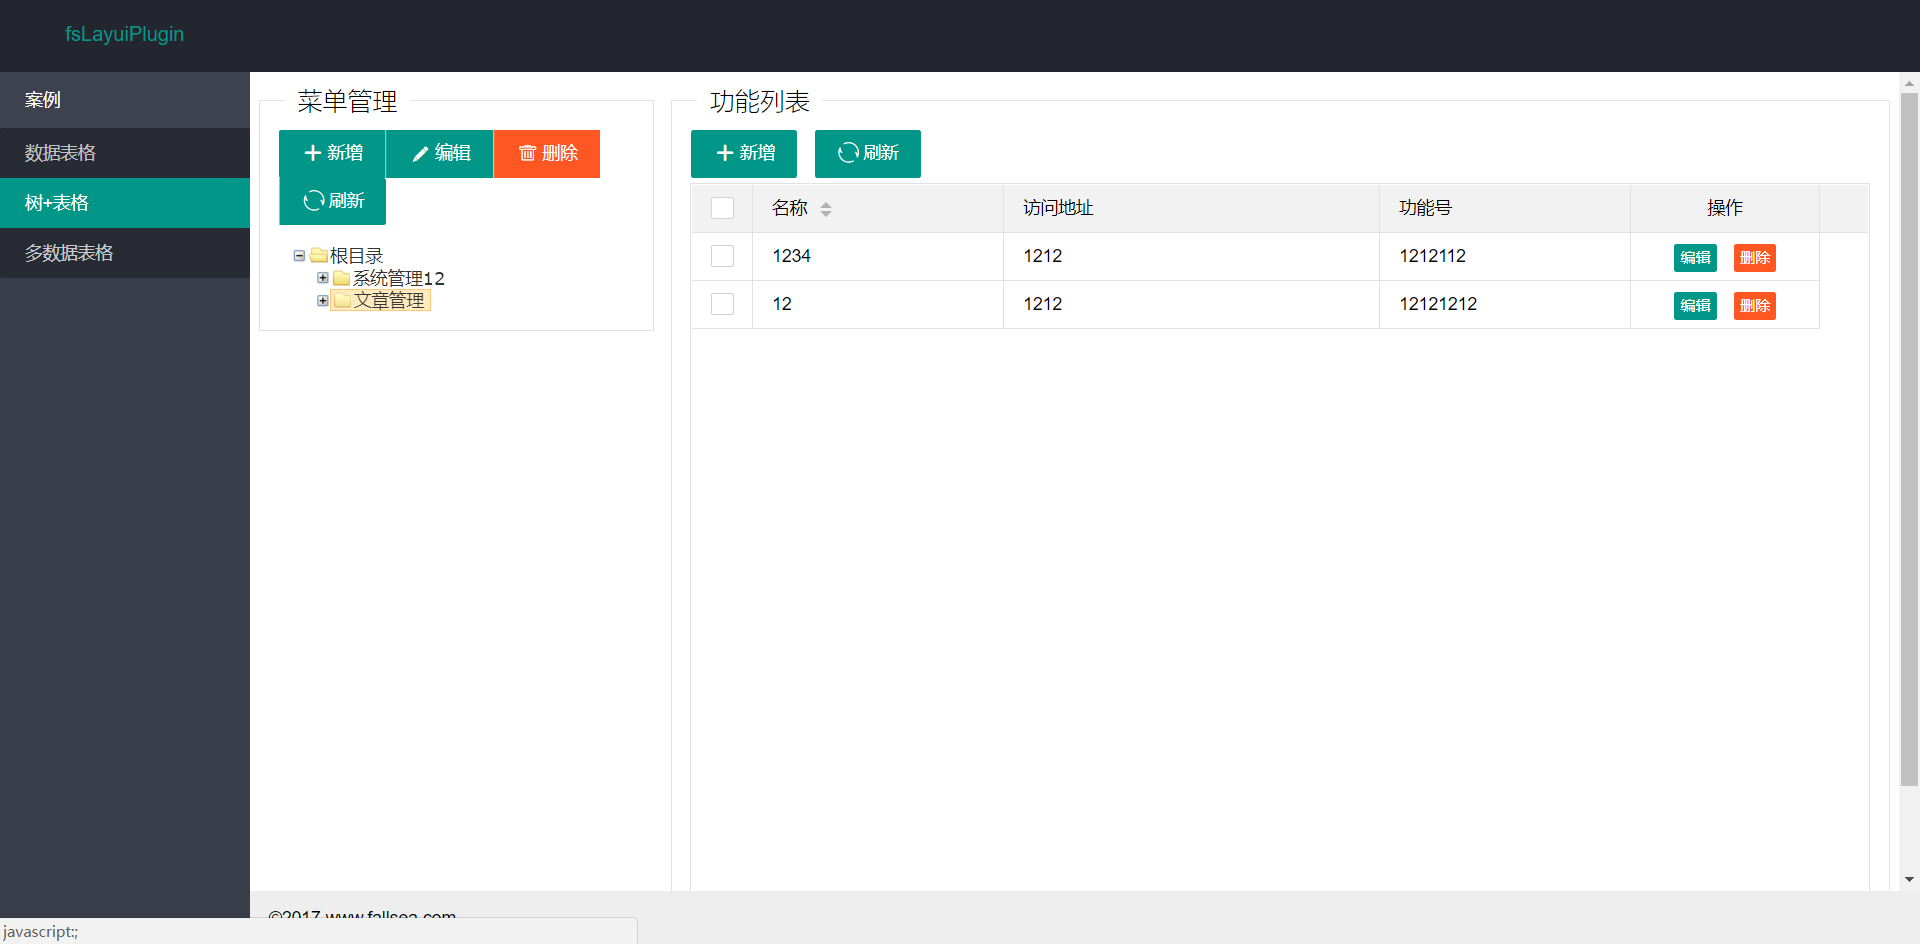 fsLayuiPlugin
案例
数据表格
树+表格
多数据表格
菜单管理
新增 编辑 删除
刷新
根目录
系统管理12
文章管理
功能列表
新增 刷新
名称 访问地址 功能号 操作
1234 1212 1212112 编辑 删除
12 1212 12121212 编辑 删除
©2017 www.fallsea.com
javascript:;